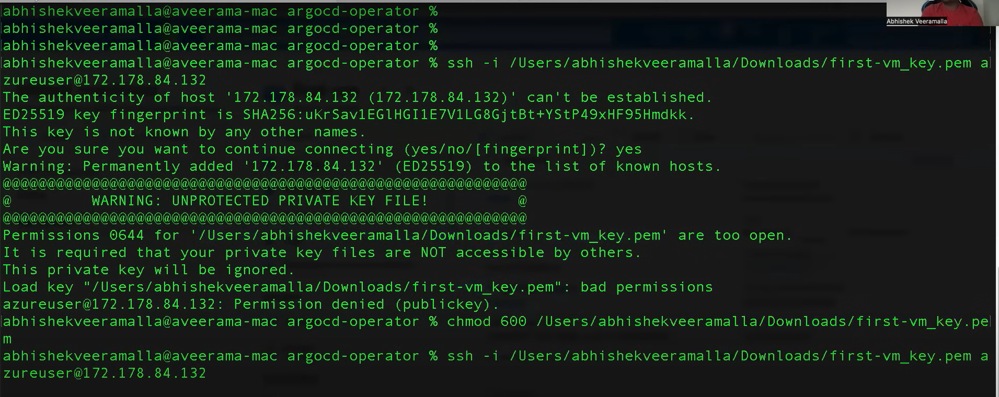 abhishekveeramalla@aveerama-mac argocd-operator %
Abhishek Veeramalla
abhishekveeramalla@aveerama-mac argocd-operator %
abhishekveeramalla@aveerama-mac argocd-operator %
abhishekveeramalla@aveerama-mac argocd-operator % ssh -i /Users/abhishekveeramalla/Downloads/first-vm_key.pem a
zureuser@172.178.84.132
The authenticity of host '172.178.84.132 (172.178.84.132)' can't be established.
ED25519 key fingerprint is SHA256:uKrSav1EGlHGI1E7V1LG8GjtBt+YStP49xHF95Hmdkk.
This key is not known by any other names.
Are you sure you want to continue connecting (yes/no/[fingerprint])? yes
Warning: Permanently added '172.178.84.132' (ED25519) to the list of known hosts.
@@@@@@@@@@@@@@@@@@@@@@@@@@@@@@@@@@@@@@@@@@@@@@@@@@@@@@@@@@@
@         WARNING: UNPROTECTED PRIVATE KEY FILE!          @
@@@@@@@@@@@@@@@@@@@@@@@@@@@@@@@@@@@@@@@@@@@@@@@@@@@@@@@@@@@
Permissions 0644 for '/Users/abhishekveeramalla/Downloads/first-vm_key.pem' are too open.
It is required that your private key files are NOT accessible by others.
This private key will be ignored.
Load key "/Users/abhishekveeramalla/Downloads/first-vm_key.pem": bad permissions
azureuser@172.178.84.132: Permission denied (publickey).
abhishekveeramalla@aveerama-mac argocd-operator % chmod 600 /Users/abhishekveeramalla/Downloads/first-vm_key.pe
m
abhishekveeramalla@aveerama-mac argocd-operator % ssh -i /Users/abhishekveeramalla/Downloads/first-vm_key.pem a
zureuser@172.178.84.132